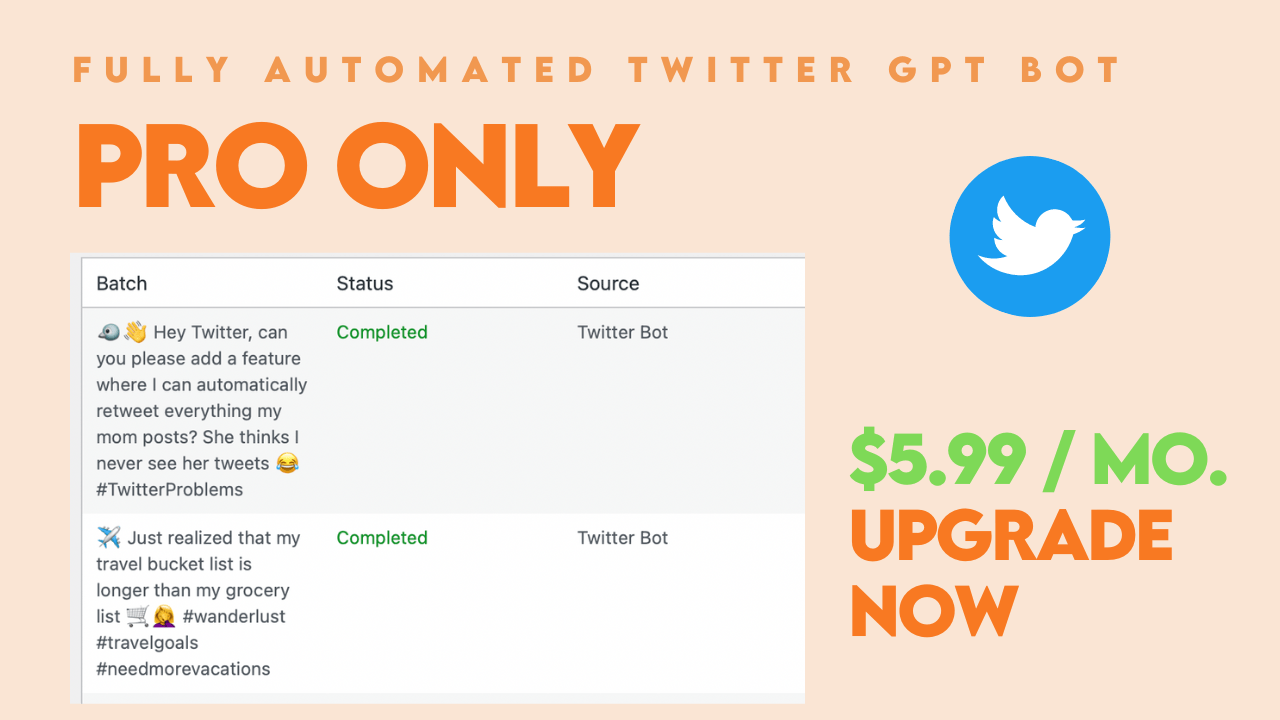 FULLY AUTOMATED TWITTER GPT BOT
PRO ONLY
Batch Status Source
🐦👋 Hey Twitter, can Completed Twitter Bot
you please add a feature
where I can automatically
retweet everything my
mom posts? She thinks I
never see her tweets 😂
#TwitterProblems
✈️ Just realized that my Completed Twitter Bot
travel bucket list is
longer than my grocery
list 🛒🤦‍♀️ #wanderlust
#travelgoals
#needmorevacations
$5.99 / MO.
UPGRADE
NOW